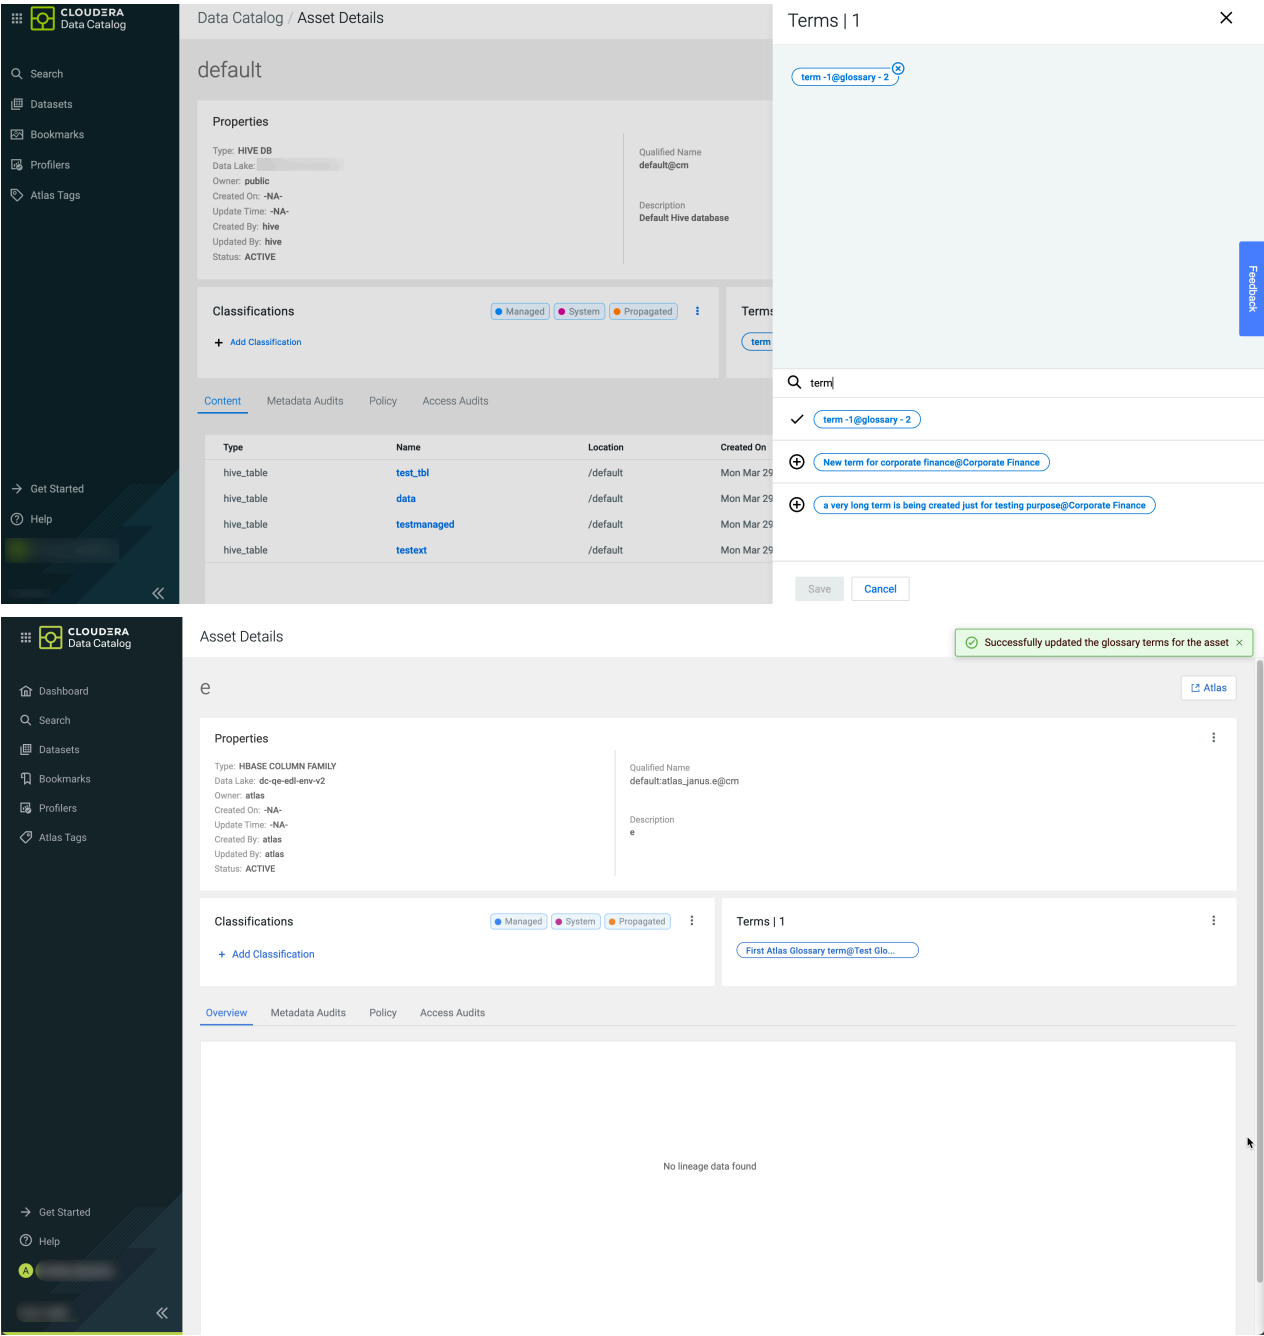 CLOUDERA
Data Catalog
Search
Datasets
Bookmarks
Profilers
Atlas Tags
Get Started
Help
Data Catalog / Asset Details
default
Properties
Type: HIVE DB
Data Lake:
Owner: public
Created On: -NA-
Update Time: -NA-
Created By: hive
Updated By: hive
Status: ACTIVE
Qualified Name
default@cm
Description
Default Hive database
Classifications
Managed System Propagated
+ Add Classification
Terms
term
Content Metadata Audits Policy Access Audits
Type Name Location Created On
hive_table test_tbl /default Mon Mar 29
hive_table data /default Mon Mar 29
hive_table testmanaged /default Mon Mar 29
hive_table testext /default Mon Mar 29
Terms | 1
term -1@glossary - 2
Feedback
term
term -1@glossary - 2
New term for corporate finance@Corporate Finance
a very long term is being created just for testing purpose@Corporate Finance
Save Cancel
CLOUDERA
Data Catalog
Dashboard
Search
Datasets
Bookmarks
Profilers
Atlas Tags
Get Started
Help
A
Asset Details
Successfully updated the glossary terms for the asset ×
e
Atlas
Properties
Type: HBASE COLUMN FAMILY
Data Lake: dc-qe-edl-env-v2
Owner: atlas
Created On: -NA-
Update Time: -NA-
Created By: atlas
Updated By: atlas
Status: ACTIVE
Qualified Name
default:atlas_janus.e@cm
Description
e
Classifications
Managed System Propagated
+ Add Classification
Terms | 1
First Atlas Glossary term@Test Glo...
Overview Metadata Audits Policy Access Audits
No lineage data found